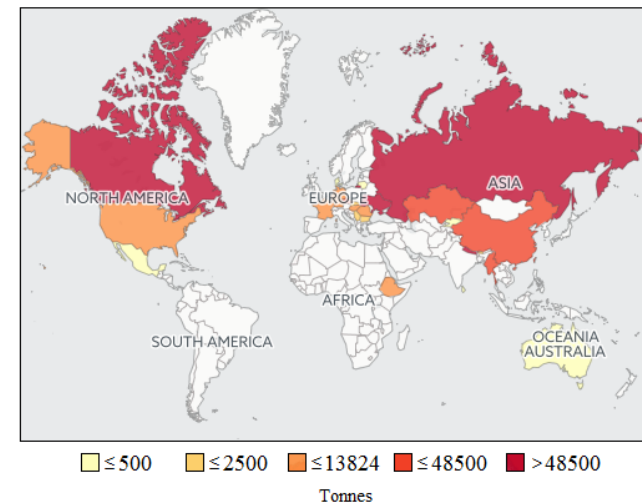 NORTH AMERICA
EUROPE
ASIA
AFRICA
SOUTH AMERICA
OCEANIA
AUSTRALIA
≤500 ≤2500 ≤13824 ≤48500 >48500
Tonnes